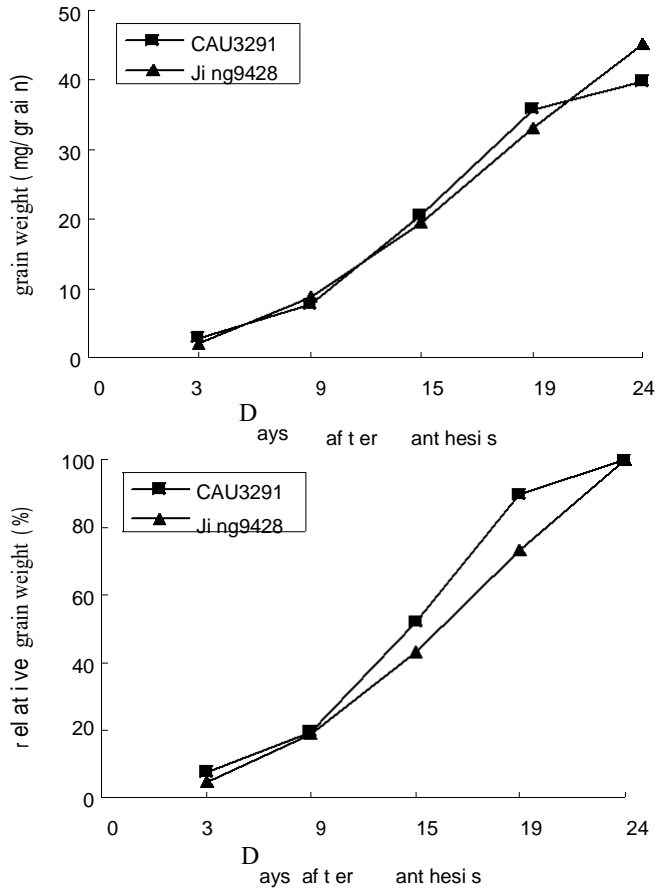 50
CAU3291
Ji ng9428
40
30
20
10
0
grain weight ( mg/ gr ai n)
0 3 9 15 19 24
D
ays af t er ant hesi s
100
CAU3291
Ji ng9428
80
60
40
20
0
r el at i ve grain weight (%)
0 3 9 15 19 24
D
ays af t er ant hesi s